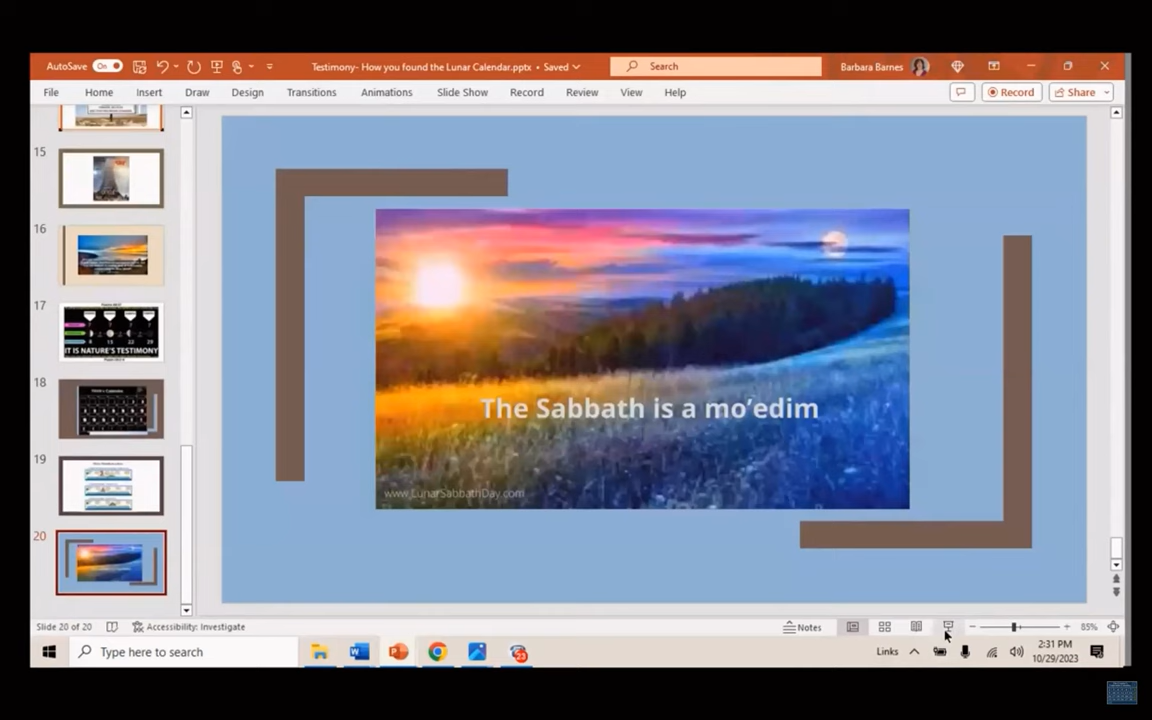 AutoSave On
Testimony- How you found the Lunar Calendar.pptx • Saved
Search
Barbara Barnes
File Home Insert Draw Design Transitions Animations Slide Show Record Review View Help
Record Share
15
16
17
IT IS NATURE'S TESTIMONY
18
19
20
The Sabbath is a mo'edim
www.LunarSabbathDay.com
Slide 20 of 20
Accessibility: Investigate
Notes
85%
Type here to search
23
Links
2:31 PM
10/29/2023